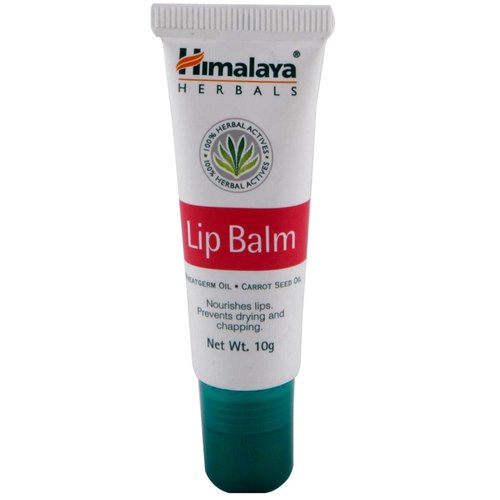 Himalaya®
HERBALS
100% HERBAL ACTIVES
100% HERBAL ACTIVES
Lip Balm
HEATGERM OIL • CARROT SEED OIL
Nourishes lips.
Prevents drying and
chapping.
Net Wt. 10g